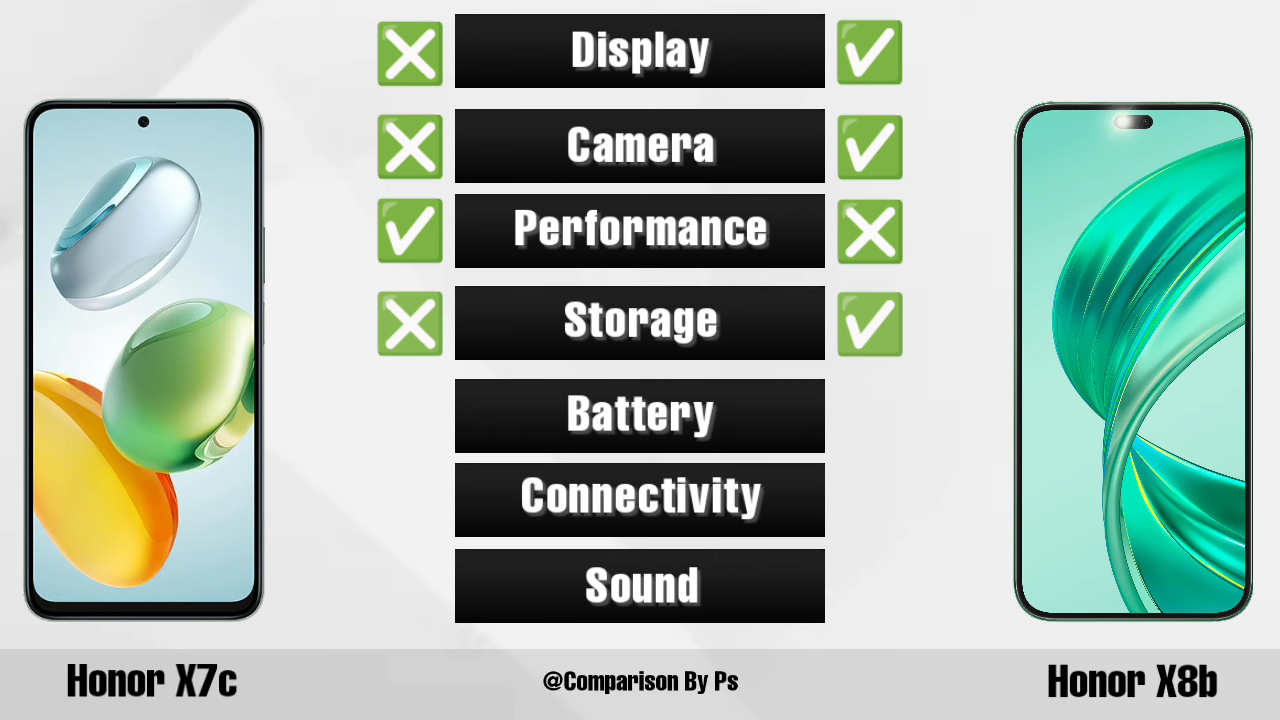 Display
Camera
Performance
Storage
Battery
Connectivity
Sound
Honor X7c
@Comparison By Ps
Honor X8b